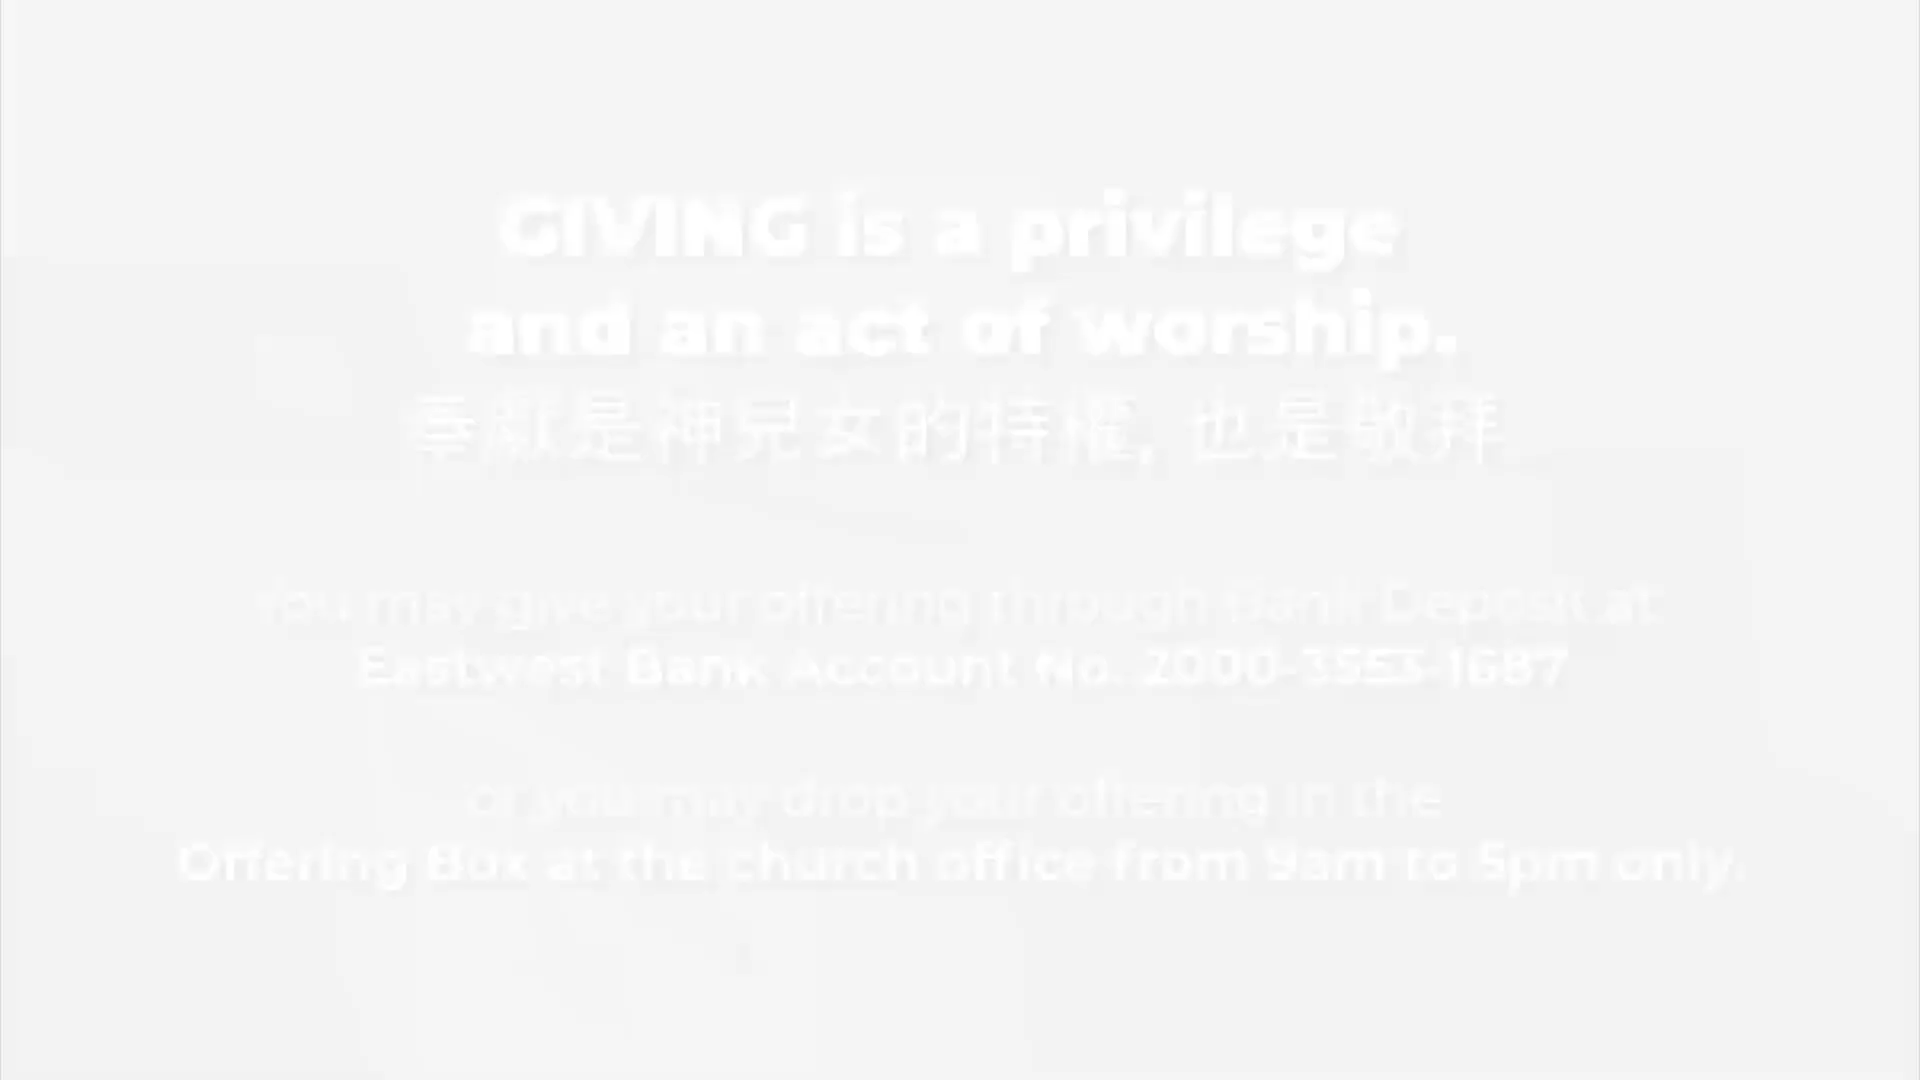 GIVING is a privilege
and an act of worship.
奉獻是神兒女的特權, 也是敬拜
You may give your offering through Bank Deposit at
Eastwest Bank Account No. 2000-3553-1687
or you may drop your offering in the
Offering Box at the church office from 9am to 5pm only.